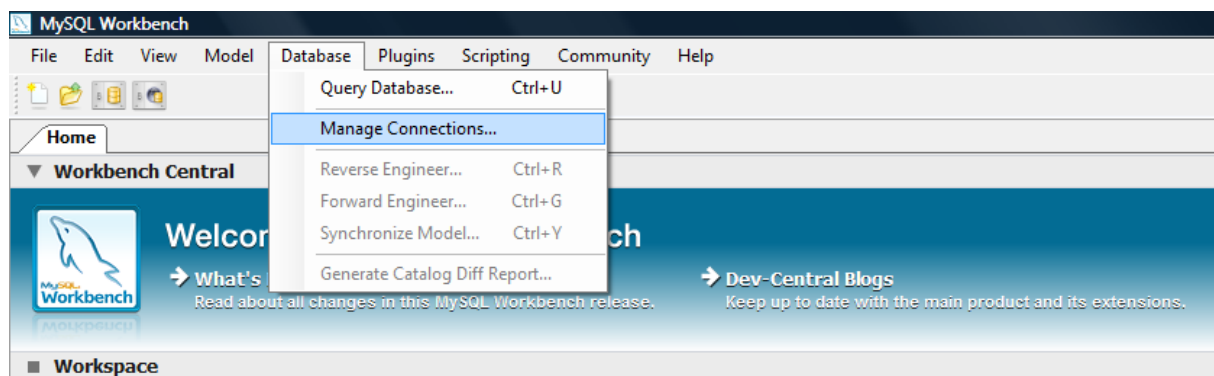 MySQL Workbench
File Edit View Model Database Plugins Scripting Community Help
Query Database... Ctrl+U
Manage Connections...
Home
Workbench Central
Reverse Engineer... Ctrl+R
Forward Engineer... Ctrl+G
Synchronize Model... Ctrl+Y
Generate Catalog Diff Report...
Welcom ch
What's
Read about all changes in this MySQL Workbench release.
Dev-Central Blogs
Keep up to date with the main product and its extensions.
MySQL
Workbench
Workspace